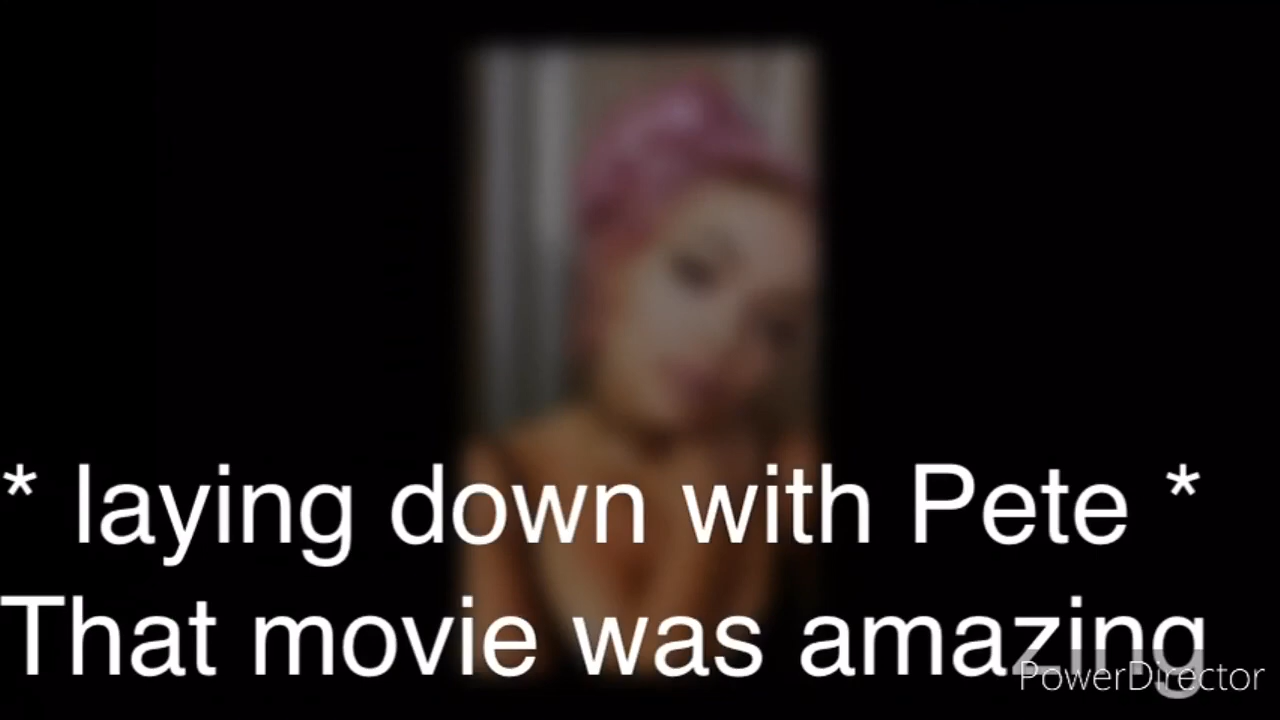 * laying down with Pete *
That movie was amazing
PowerDirector